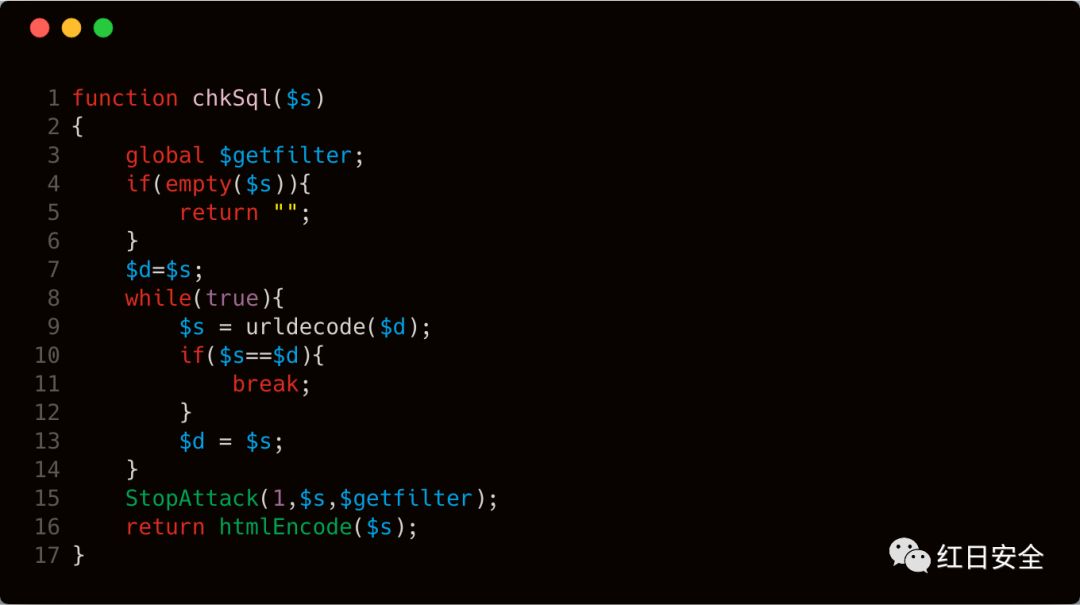 1 function chkSql($s)
2 {
3     global $getfilter;
4     if(empty($s)){
5         return "";
6     }
7     $d=$s;
8     while(true){
9         $s = urldecode($d);
10         if($s==$d){
11             break;
12         }
13         $d = $s;
14     }
15     StopAttack(1,$s,$getfilter);
16     return htmlEncode($s);
17 }
红日安全